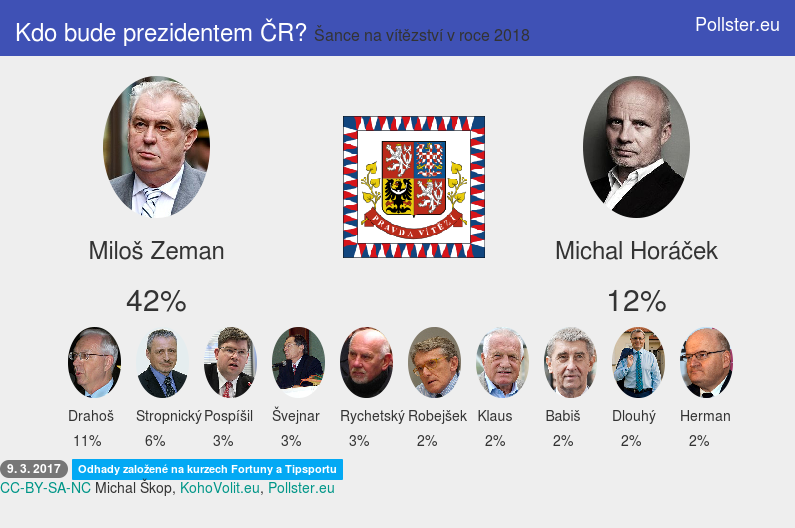 Kdo bude prezidentem ČR? Šance na vítězství v roce 2018
Pollster.eu
PRAVDA VÍTĚZÍ
Miloš Zeman
Michal Horáček
42%
12%
Drahoš Stropnický Pospíšil Švejnar Rychetský Robejšek Klaus Babiš Dlouhý Herman
11% 6% 3% 3% 3% 2% 2% 2% 2% 2%
9. 3. 2017 Odhady založené na kurzech Fortuny a Tipsportu
CC-BY-SA-NC Michal Škop, KohoVolit.eu, Pollster.eu